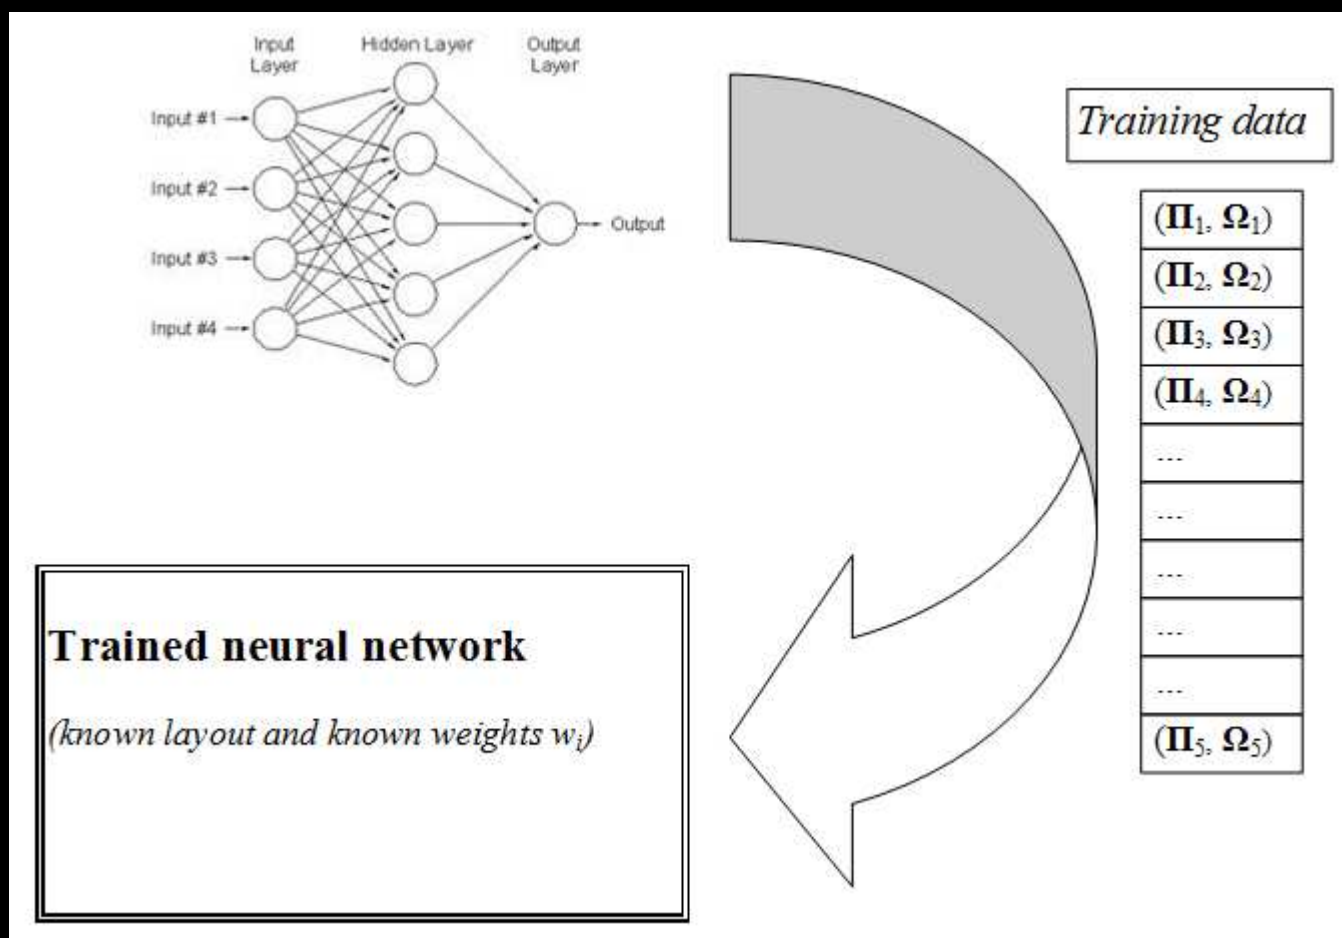 Input
Layer
Hidden Layer
Output
Layer
Input #1
Input #2
Input #3
Input #4
Output
Training data
(Π₁, Ω₁)
(Π₂, Ω₂)
(Π₃, Ω₃)
(Π₄, Ω₄)
...
...
...
...
...
(Π₅, Ω₅)
Trained neural network
(known layout and known weights wᵢ)